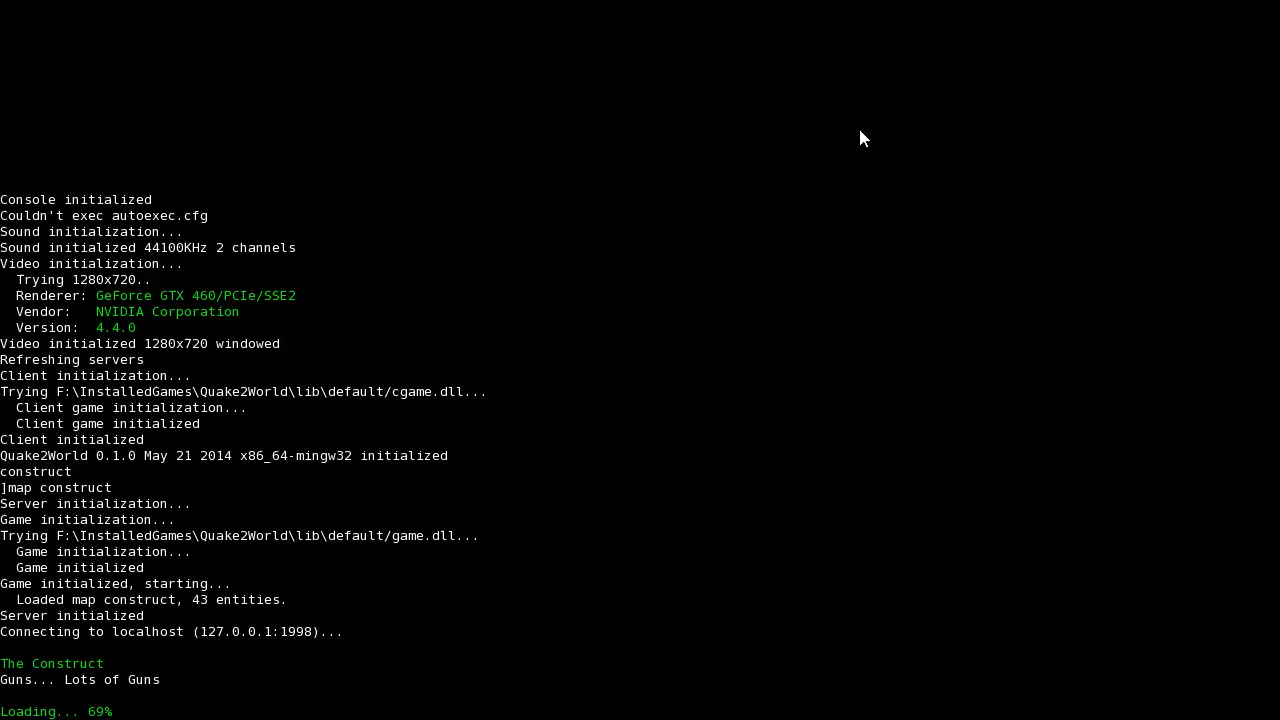 Console initialized
Couldn't exec autoexec.cfg
Sound initialization...
Sound initialized 44100KHz 2 channels
Video initialization...
Trying 1280x720..
Renderer: GeForce GTX 460/PCIe/SSE2
Vendor: NVIDIA Corporation
Version: 4.4.0
Video initialized 1280x720 windowed
Refreshing servers
Client initialization...
Trying F:\InstalledGames\Quake2World\lib\default/cgame.dll...
Client game initialization...
Client game initialized
Client initialized
Quake2World 0.1.0 May 21 2014 x86_64-mingw32 initialized
construct
]map construct
Server initialization...
Game initialization...
Trying F:\InstalledGames\Quake2World\lib\default/game.dll...
Game initialization...
Game initialized
Game initialized, starting...
Loaded map construct, 43 entities.
Server initialized
Connecting to localhost (127.0.0.1:1998)...
The Construct
Guns... Lots of Guns
Loading... 69%